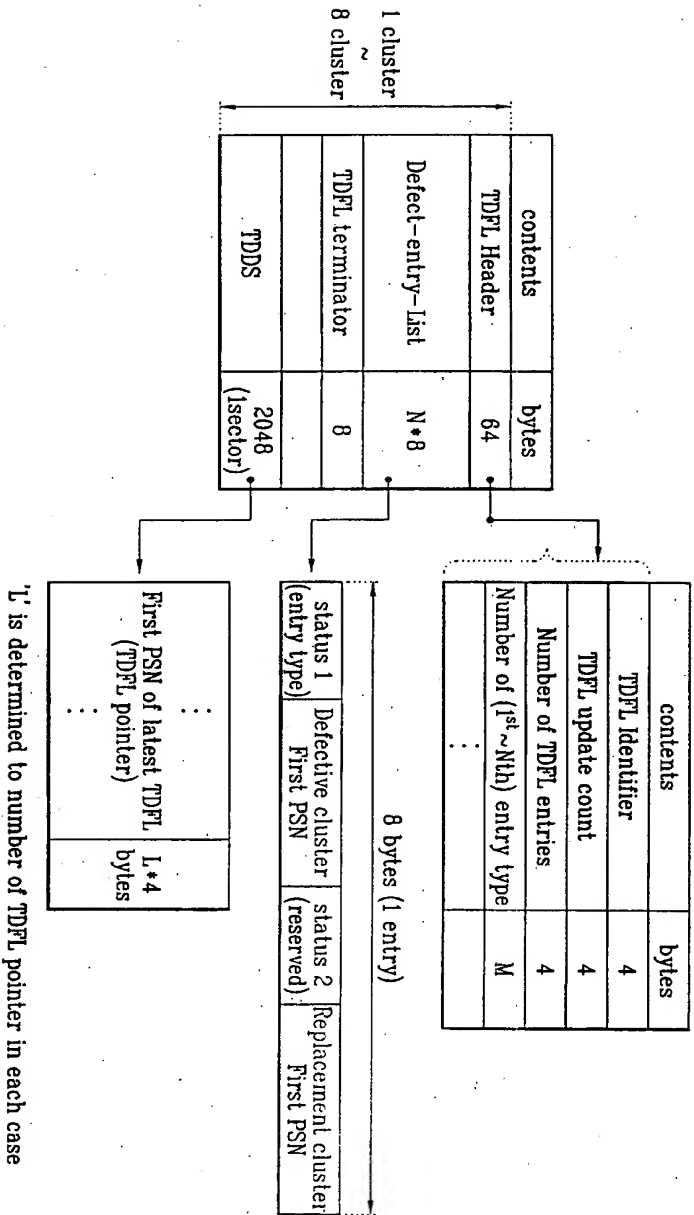 1 cluster
~
8 cluster
contents
bytes
TDFL Header
64
Defect-entry-List
N*8
TDFL terminator
8
TDDS
2048
(1sector)
contents
bytes
TDFL Identifier
4
TDFL update count
4
Number of TDFL entries
4
Number of (1st~Nth) entry type
M
⋮
8 bytes (1 entry)
status 1
(entry type)
Defective cluster
First PSN
status 2
(reserved)
Replacement cluster
First PSN
⋮
First PSN of latest TDFL
(TDFL pointer)
⋮
L*4
bytes
'L' is determined to number of TDFL pointer in each case